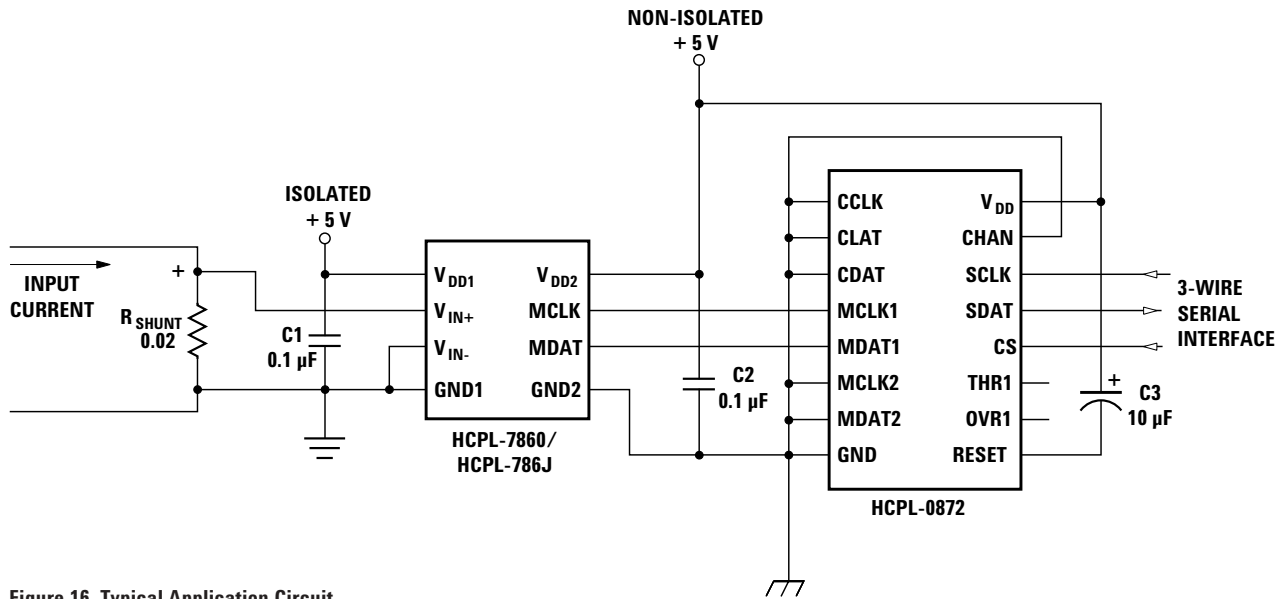 NON-ISOLATED
+ 5 V
ISOLATED
+ 5 V
INPUT
CURRENT
+
R SHUNT
0.02
C1
0.1 µF
V DD1
V IN+
V IN-
GND1
V DD2
MCLK
MDAT
GND2
HCPL-7860/
HCPL-786J
C2
0.1 µF
CCLK
CLAT
CDAT
MCLK1
MDAT1
MCLK2
MDAT2
GND
V DD
CHAN
SCLK
SDAT
CS
THR1
OVR1
RESET
HCPL-0872
3-WIRE
SERIAL
INTERFACE
+
C3
10 µF
Figure 16. Typical Application Circuit.